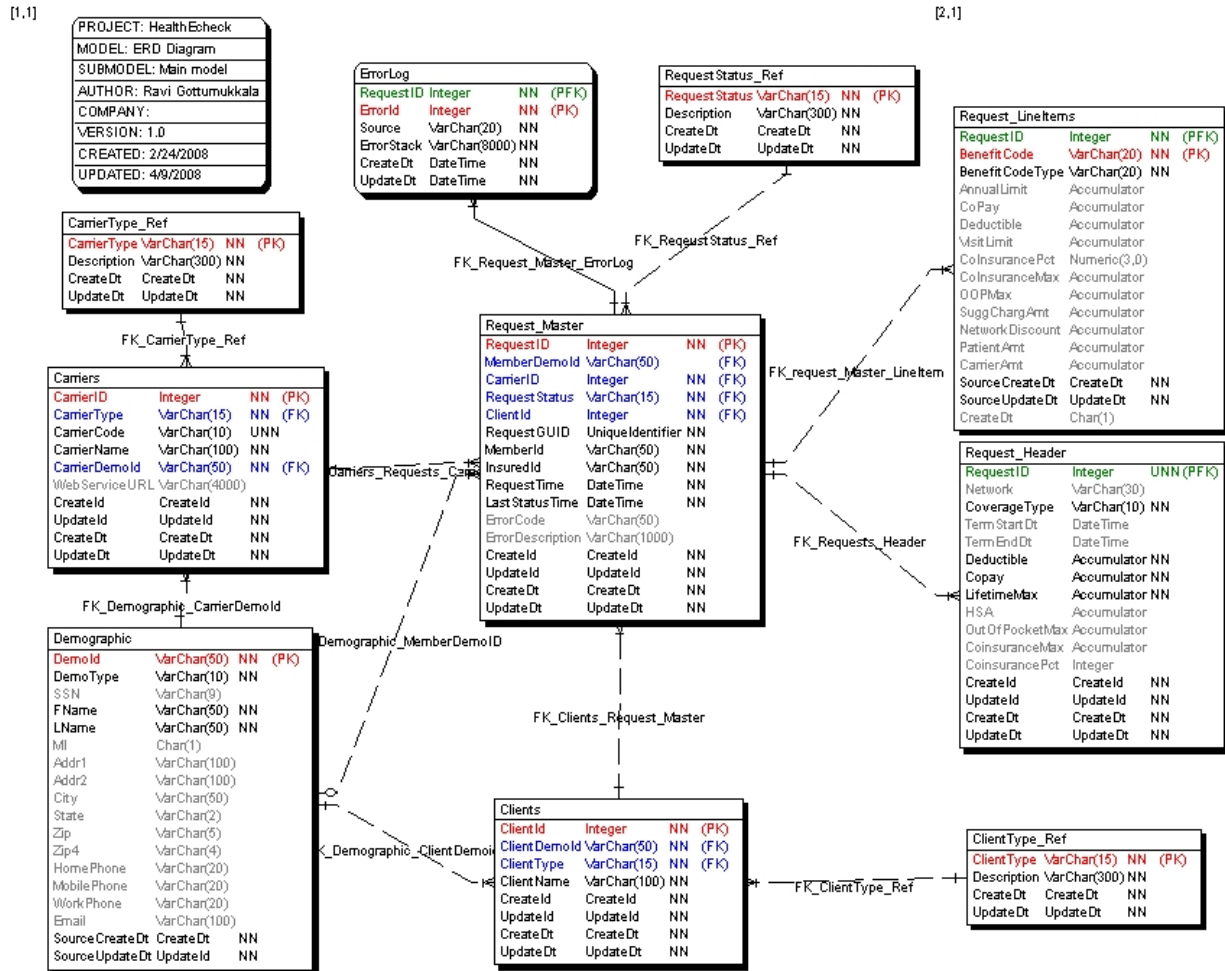 [1,1]
[2,1]
PROJECT: HealthEcheck
MODEL: ERD Diagram
SUBMODEL: Main model
AUTHOR: Ravi Gottumukkala
COMPANY:
VERSION: 1.0
CREATED: 2/24/2008
UPDATED: 4/9/2008
ErrorLog
RequestID Integer NN (PFK)
ErrorId Integer NN (PK)
Source VarChar(20) NN
ErrorStack VarChar(8000) NN
CreateDt DateTime NN
UpdateDt DateTime NN
RequestStatus_Ref
RequestStatus VarChar(15) NN (PK)
Description VarChar(300) NN
CreateDt CreateDt NN
UpdateDt UpdateDt NN
Request_LineItems
RequestID Integer NN (PFK)
BenefitCode VarChar(20) NN (PK)
BenefitCodeType VarChar(20) NN
AnnualLimit Accumulator
CoPay Accumulator
Deductible Accumulator
VisitLimit Accumulator
CoInsurancePct Numeric(3,0)
CoInsuranceMax Accumulator
OOPMax Accumulator
SuggChargAmt Accumulator
NetworkDiscount Accumulator
PatientAmt Accumulator
CarrierAmt Accumulator
SourceCreateDt CreateDt NN
SourceUpdateDt UpdateDt NN
CreateDt Char(1)
CarrierType_Ref
CarrierType VarChar(15) NN (PK)
Description VarChar(300) NN
CreateDt CreateDt NN
UpdateDt UpdateDt NN
FK_Request_Master_ErrorLog
FK_RequestStatus_Ref
FK_CarrierType_Ref
FK_request_Master_LineItem
Carriers
CarrierID Integer NN (PK)
CarrierType VarChar(15) NN (FK)
CarrierCode VarChar(10) UNN
CarrierName VarChar(100) NN
CarrierDemoId VarChar(50) NN (FK)
WebServiceURL VarChar(4000)
CreateId CreateId NN
UpdateId UpdateId NN
CreateDt CreateDt NN
UpdateDt UpdateDt NN
Carriers_Requests_Carri
Request_Master
RequestID Integer NN (PK)
MemberDemoId VarChar(50) (FK)
CarrierID Integer NN (FK)
RequestStatus VarChar(15) NN (FK)
ClientId Integer NN (FK)
RequestGUID UniqueIdentifier NN
MemberId VarChar(50) NN
InsuredId VarChar(50) NN
RequestTime DateTime NN
LastStatusTime DateTime NN
ErrorCode VarChar(50)
ErrorDescription VarChar(1000)
CreateId CreateId NN
UpdateId UpdateId NN
CreateDt CreateDt NN
UpdateDt UpdateDt NN
Request_Header
RequestID Integer UNN (PFK)
Network VarChar(30)
CoverageType VarChar(10) NN
TermStartDt DateTime
TermEndDt DateTime
Deductible Accumulator NN
Copay Accumulator NN
LifetimeMax Accumulator NN
HSA Accumulator
OutOfPocketMax Accumulator
CoinsuranceMax Accumulator
CoinsurancePct Integer
CreateId CreateId NN
UpdateId UpdateId NN
CreateDt CreateDt NN
UpdateDt UpdateDt NN
FK_Requests_Header
FK_Demographic_CarrierDemoId
Demographic_MemberDemoID
Demographic
DemoId VarChar(50) NN (PK)
DemoType VarChar(10) NN
SSN VarChar(9)
FName VarChar(50) NN
LName VarChar(50) NN
MI Char(1)
Addr1 VarChar(100)
Addr2 VarChar(100)
City VarChar(50)
State VarChar(2)
Zip VarChar(5)
Zip4 VarChar(4)
HomePhone VarChar(20)
MobilePhone VarChar(20)
WorkPhone VarChar(20)
Email VarChar(100)
SourceCreateDt CreateDt NN
SourceUpdateDt UpdateId NN
FK_Clients_Request_Master
K_Demographic_ClientDemoid
Clients
ClientId Integer NN (PK)
ClientDemoId VarChar(50) NN (FK)
ClientType VarChar(15) NN (FK)
ClientName VarChar(100) NN
CreateId CreateId NN
UpdateId UpdateId NN
CreateDt CreateDt NN
UpdateDt UpdateDt NN
FK_ClientType_Ref
ClientType_Ref
ClientType VarChar(15) NN (PK)
Description VarChar(300) NN
CreateDt CreateDt NN
UpdateDt UpdateDt NN